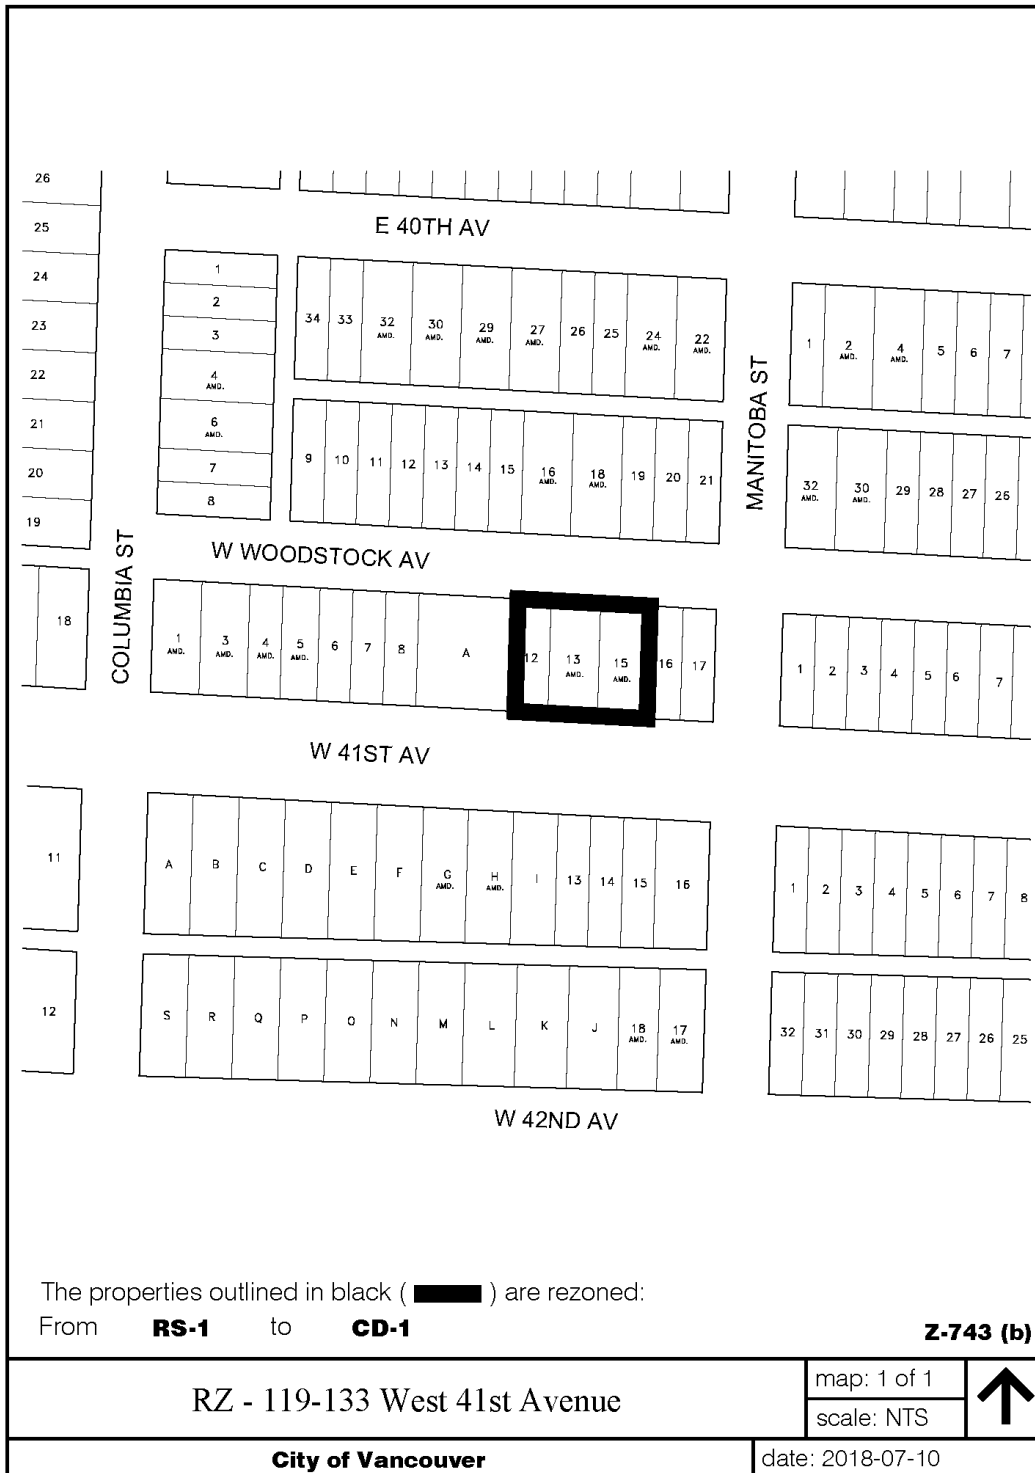 26
25
24
23
22
21
20
19
18
11
12
E 40TH AV
1
2
3
4
AMD.
6
AMD.
7
8
34 33 32 30 29 27 26 25 24 22
AMD. AMD. AMD. AMD. AMD. AMD.
9 10 11 12 13 14 15 16 18 19 20 21
AMD. AMD.
1 2 4 5 6 7
AMD. AMD.
32 30 29 28 27 26
AMD. AMD.
MANITOBA ST
COLUMBIA ST
W WOODSTOCK AV
1 3 4 5 6 7 8 A 12 13 15 16 17
AMD. AMD. AMD. AMD. AMD. AMD.
1 2 3 4 5 6 7
W 41ST AV
A B C D E F G H I 13 14 15 16
AMD. AMD.
1 2 3 4 5 6 7 8
S R Q P O N M L K J 18 17
AMD. AMD.
32 31 30 29 28 27 26 25
W 42ND AV
The properties outlined in black ( ) are rezoned:
From RS-1 to CD-1
Z-743 (b)
RZ - 119-133 West 41st Avenue
map: 1 of 1
scale: NTS
City of Vancouver
date: 2018-07-10